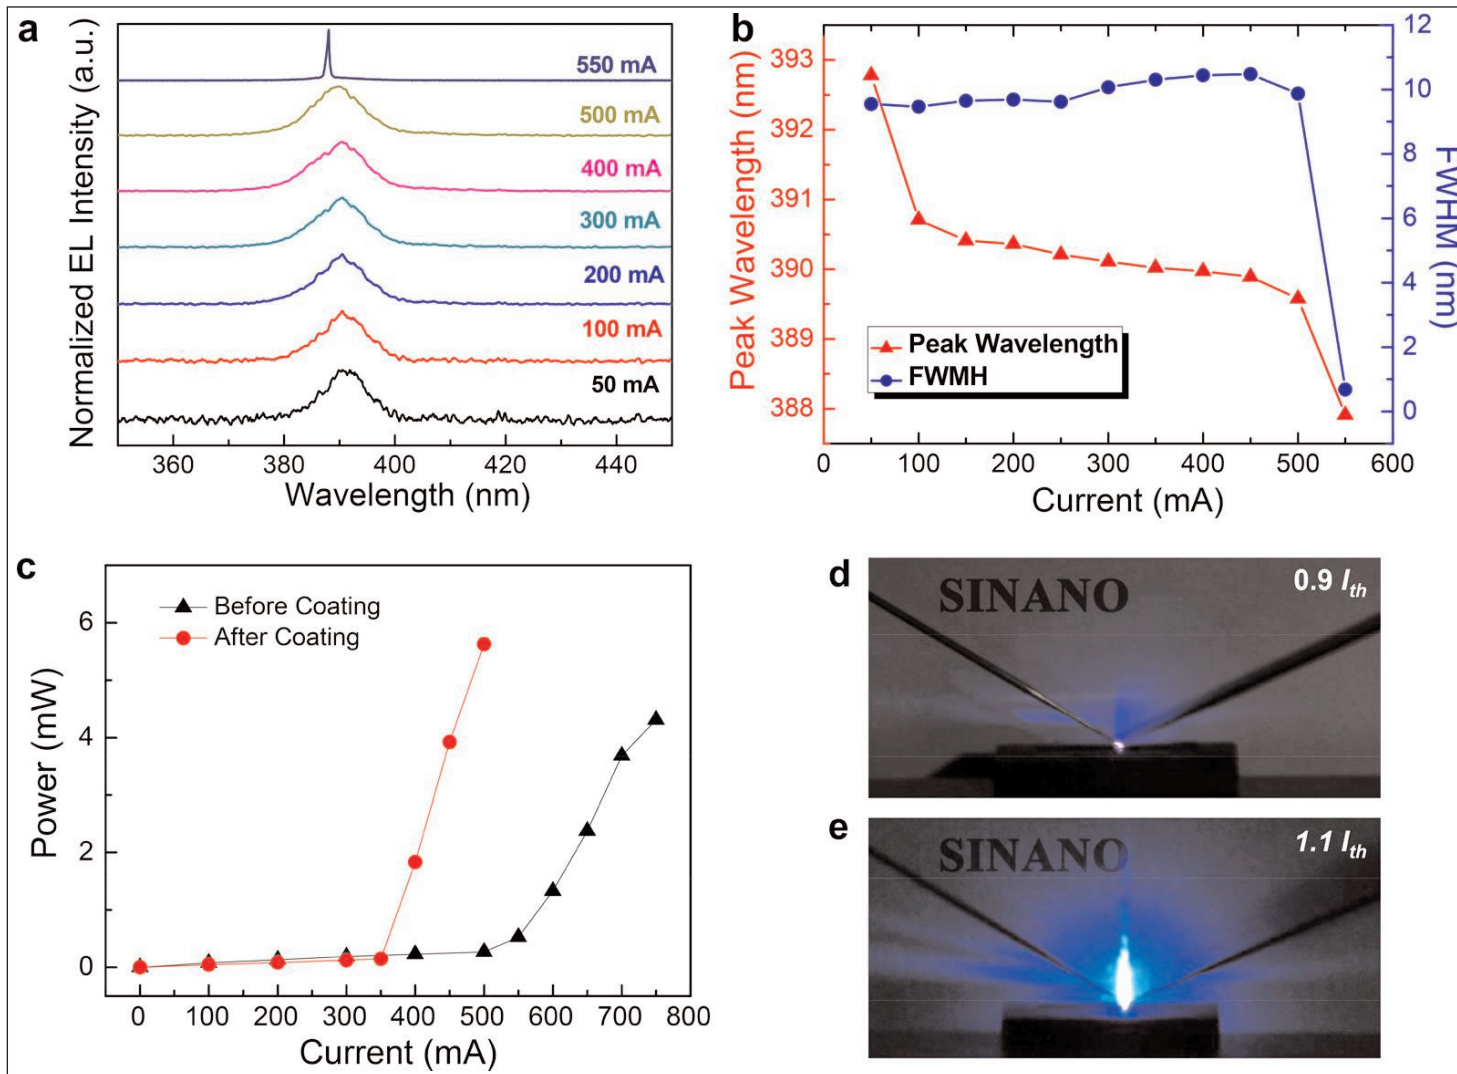 a
Normalized EL Intensity (a.u.)
550 mA
500 mA
400 mA
300 mA
200 mA
100 mA
50 mA
360 380 400 420 440
Wavelength (nm)
b
Peak Wavelength (nm)
393
392
391
390
389
388
Peak Wavelength
FWMH
12
10
8
6
4
2
0
FWHM (nm)
0 100 200 300 400 500 600
Current (mA)
c
Power (mW)
6
4
2
0
Before Coating
After Coating
0 100 200 300 400 500 600 700 800
Current (mA)
d
SINANO
0.9 Ith
e
SINANO
1.1 Ith